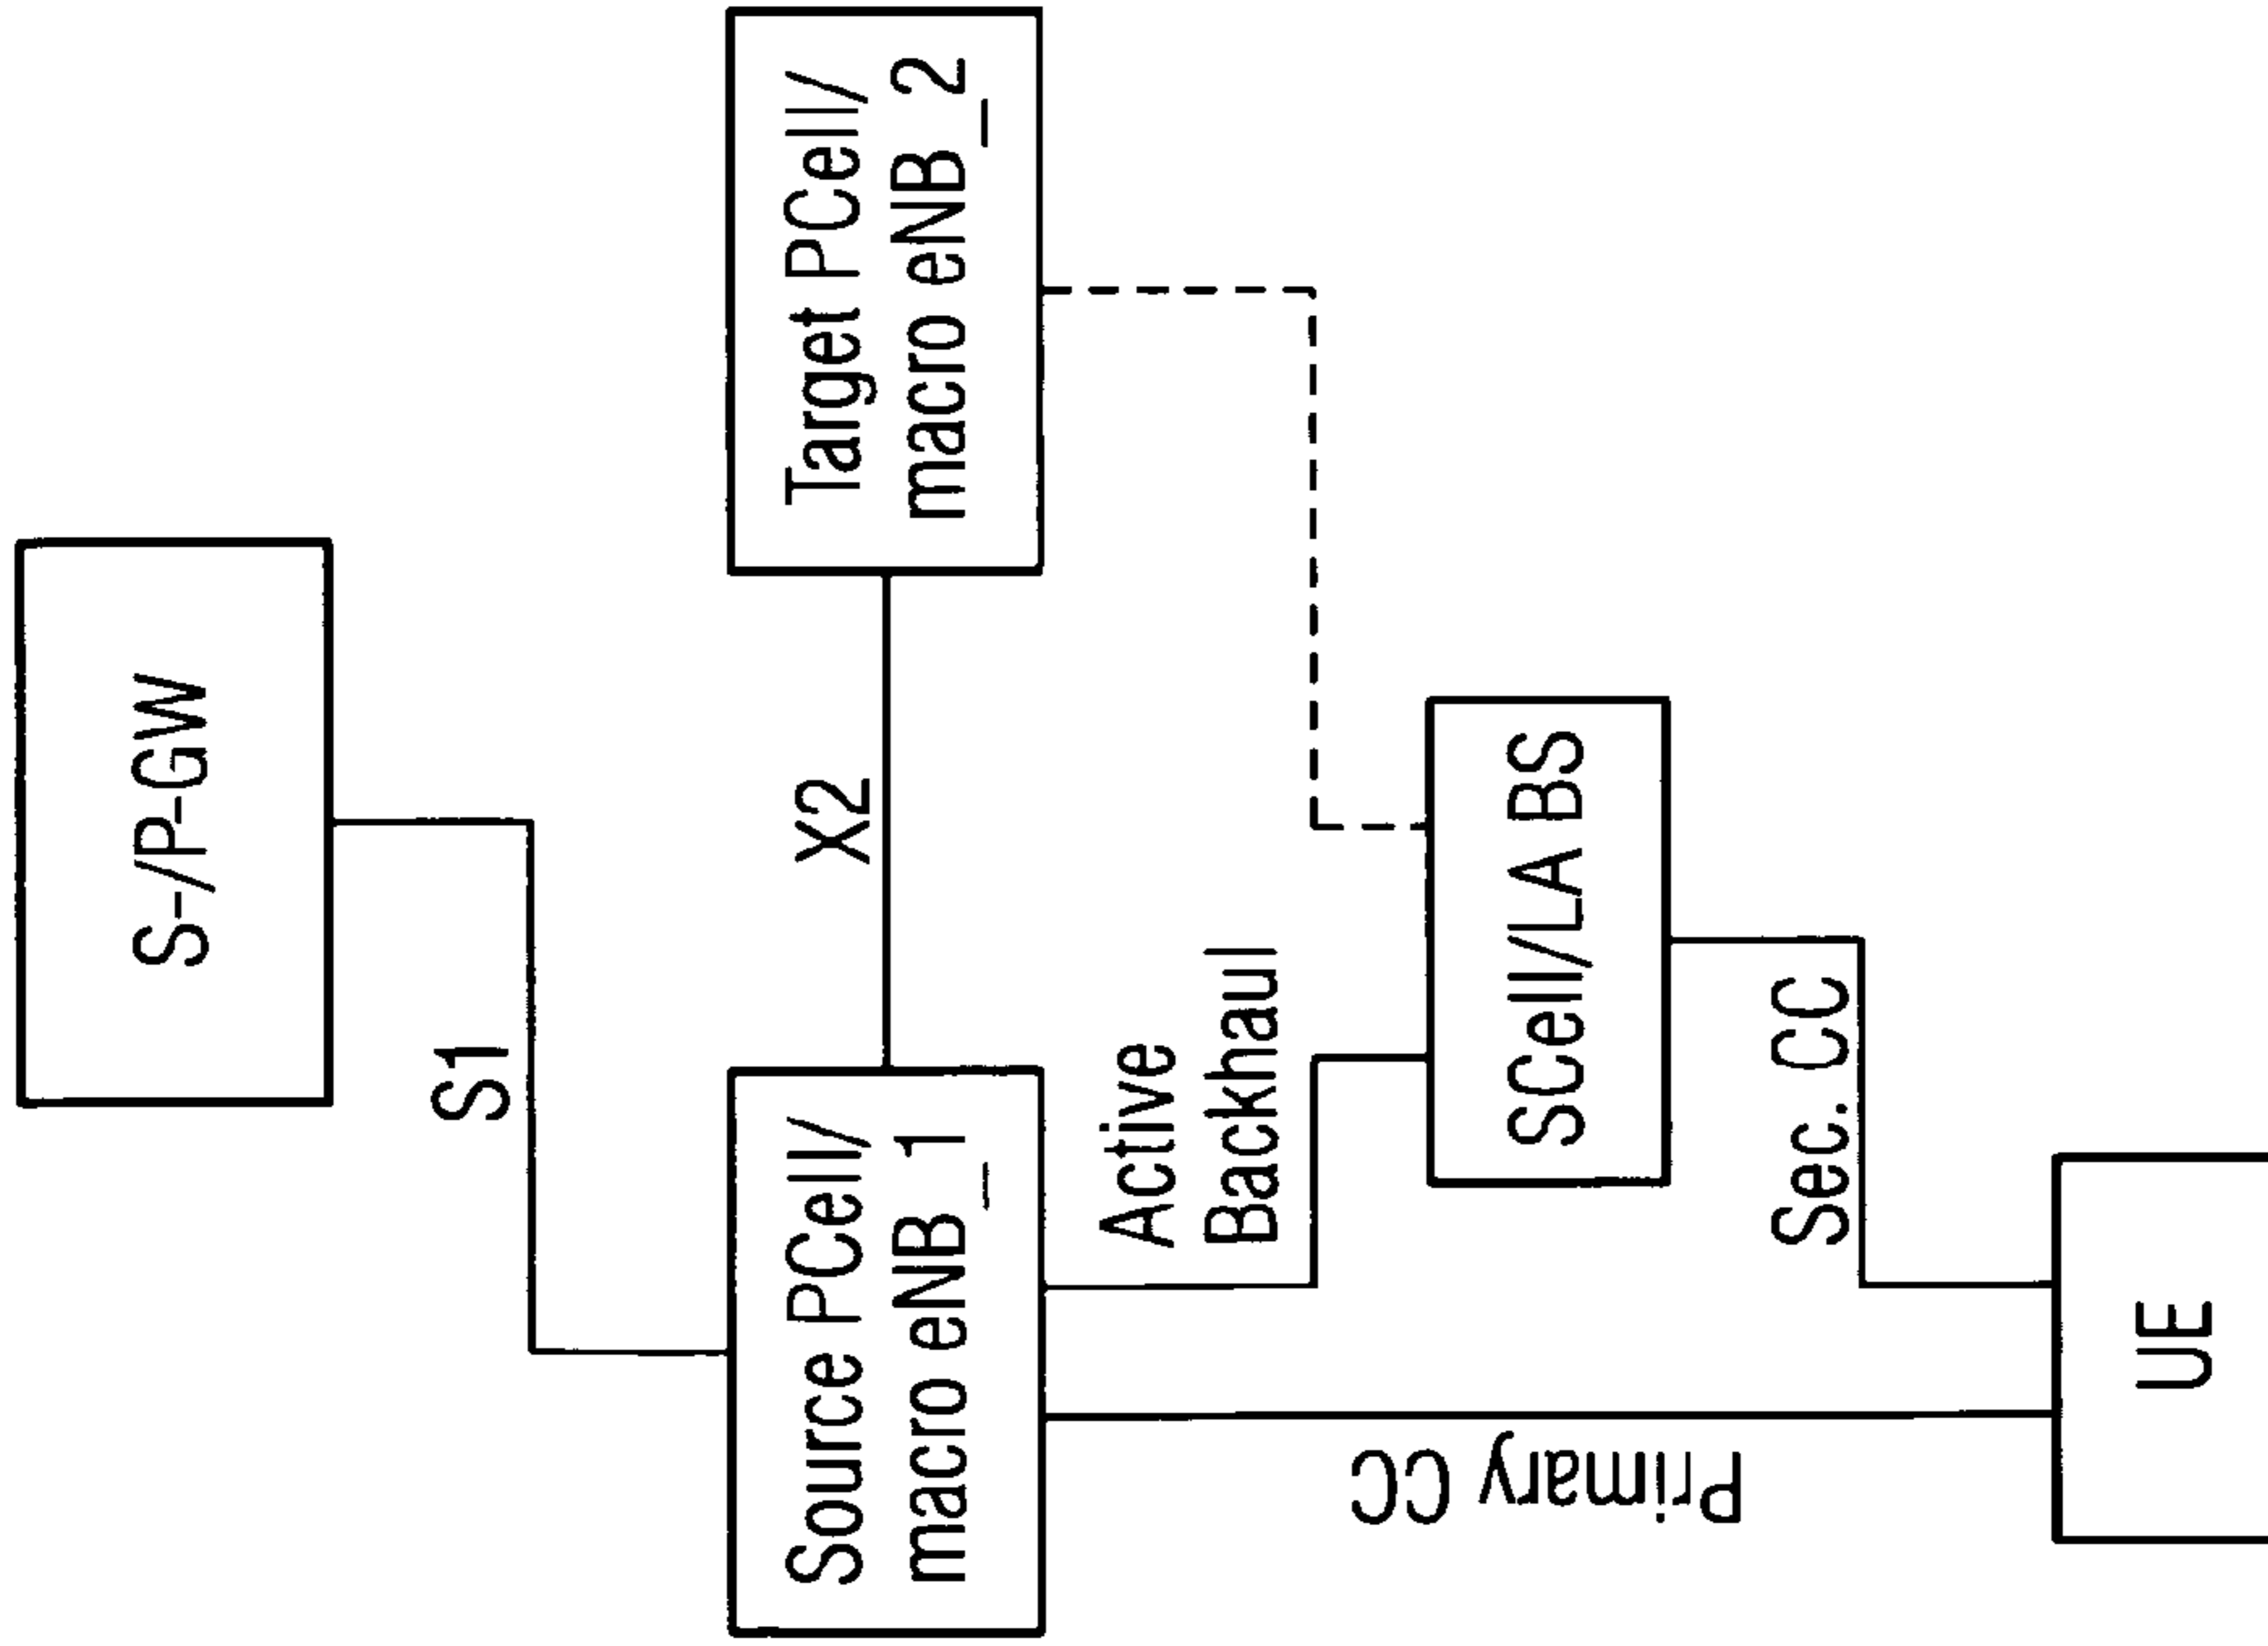 S-/P-GW
S1
Source PCell/
macro eNB_1
X2
Target PCell/
macro eNB_2
Active
Backhaul
Primary CC
SCell/LA BS
Sec. CC
UE